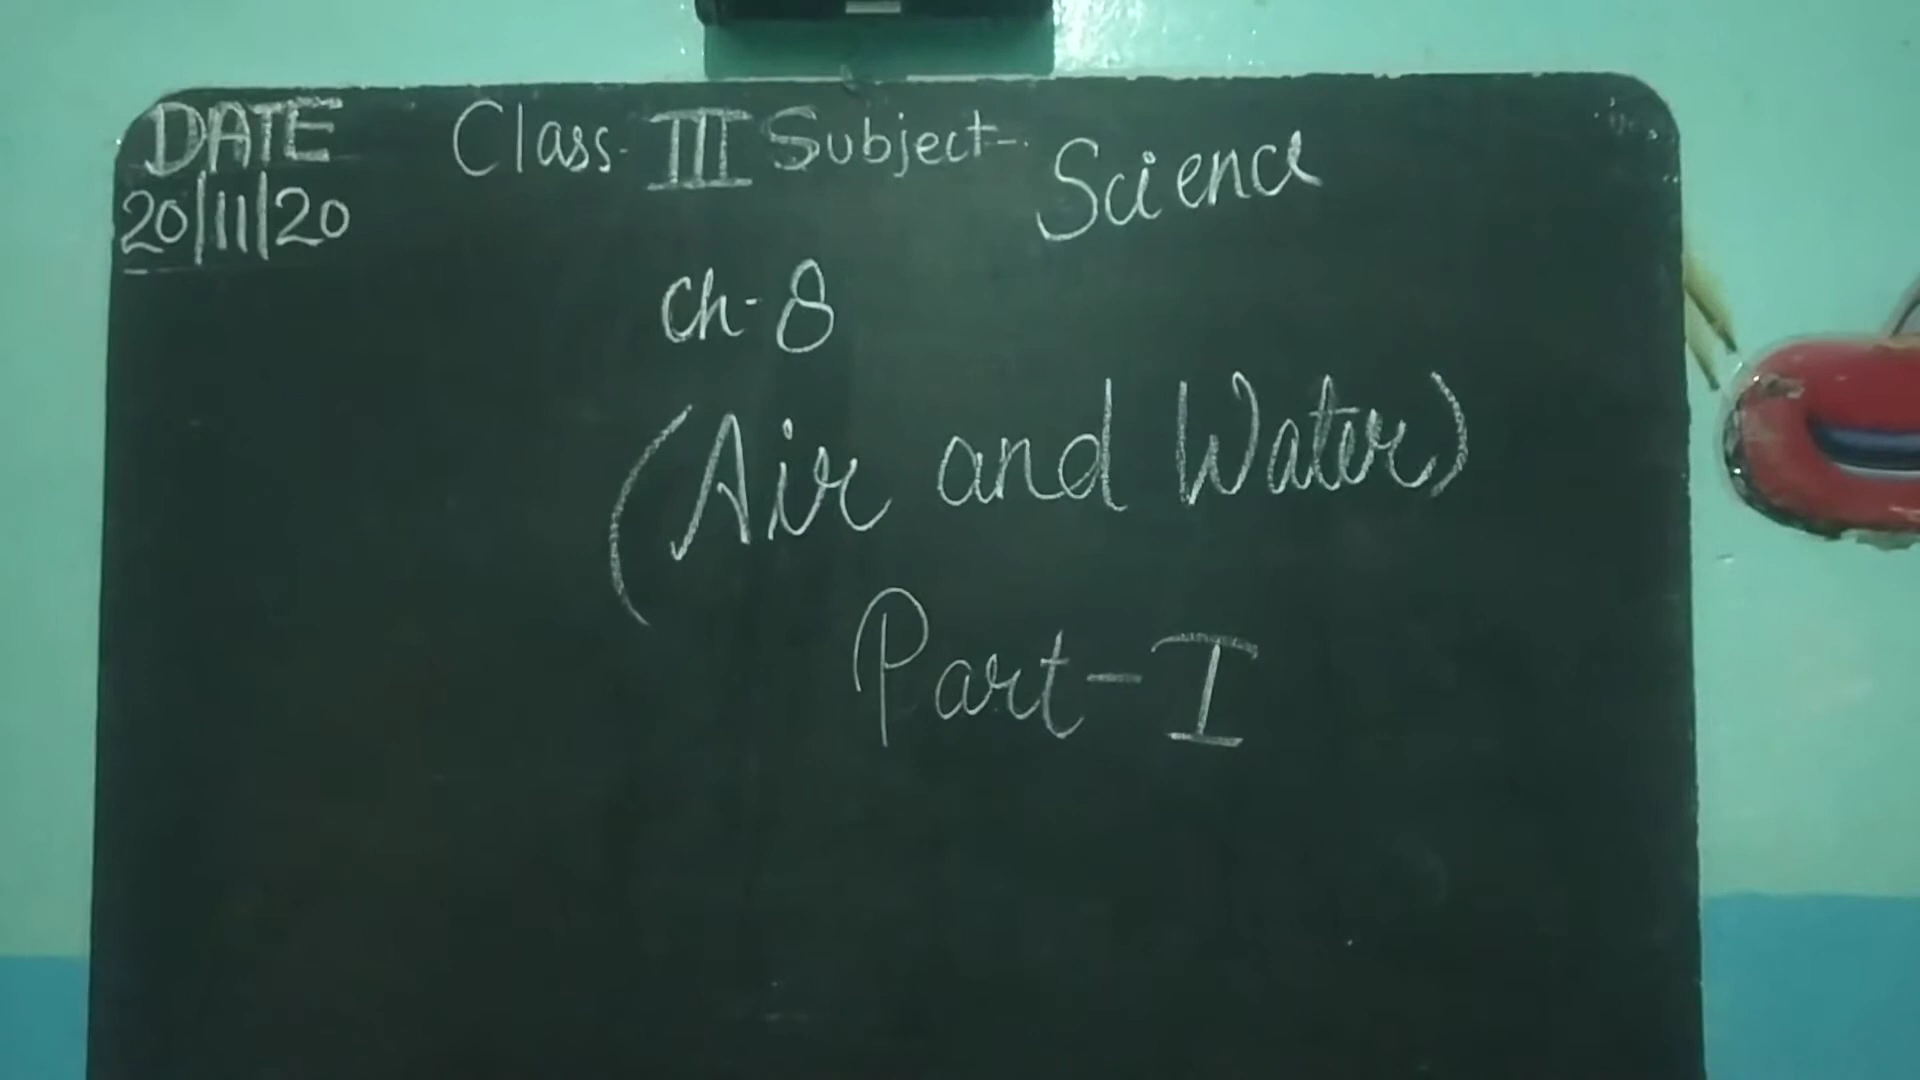 DATE Class- III Subject- Science
20/11/20
Ch-8
(Air and Water)
Part-I